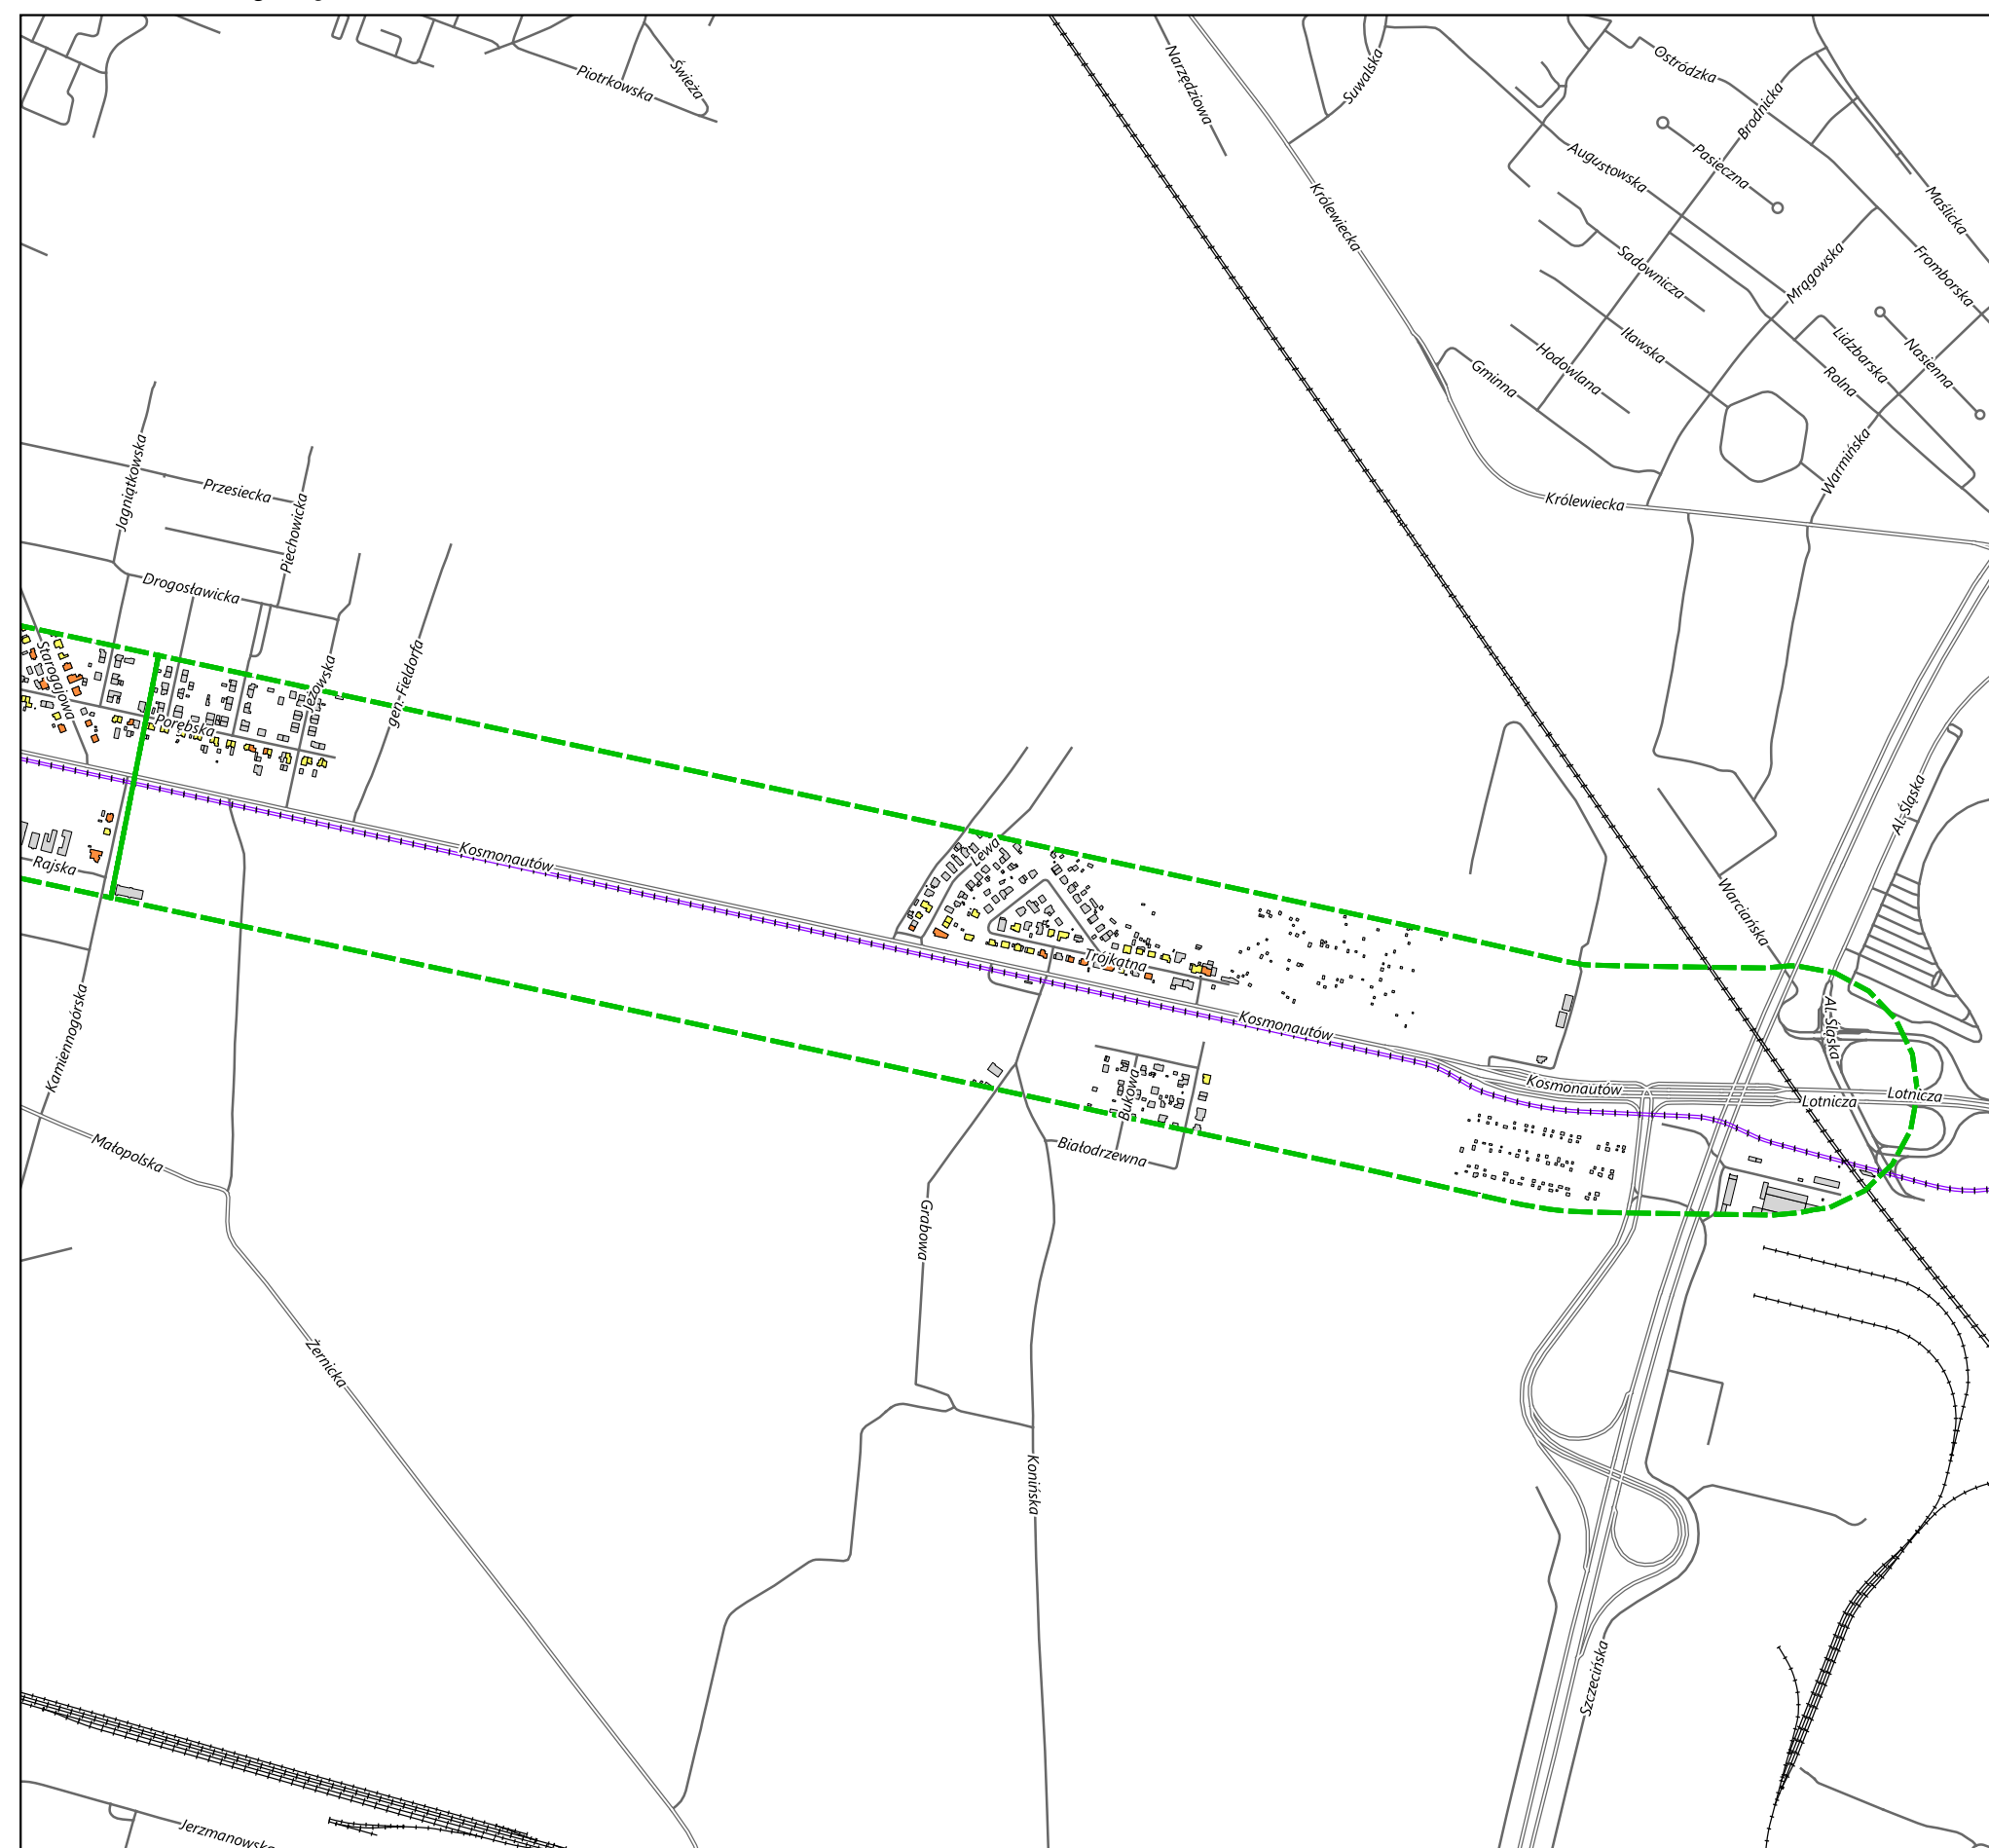 Piotrkowska
Świeża
Narzędziowa
Suwalska
Ostródzka
Brodnicka
Pasieczna
Augustowska
Maślicka
Królewiecka
Sadownicza
Mrągowska
Fromborska
Iławska
Hodowlana
Gminna
Lidzbarska
Nasienna
Rolna
Warmińska
Królewiecka
Jagniątkowska
Przesiecka
Piechowicka
Drogosławicka
Starogajowa
Jeżowska
gen. Fieldorfa
Porębska
Rajska
Kosmonautów
Lewa
Al. Śląska
Warciańska
Trójkątna
Kosmonautów
Al. Śląska
Kamiennogórska
Bukowa
Kosmonautów
Lotnicza
Lotnicza
Małopolska
Białodrzewna
Grabowa
Żernicka
Konińska
Szczecińska
Jerzmanowska